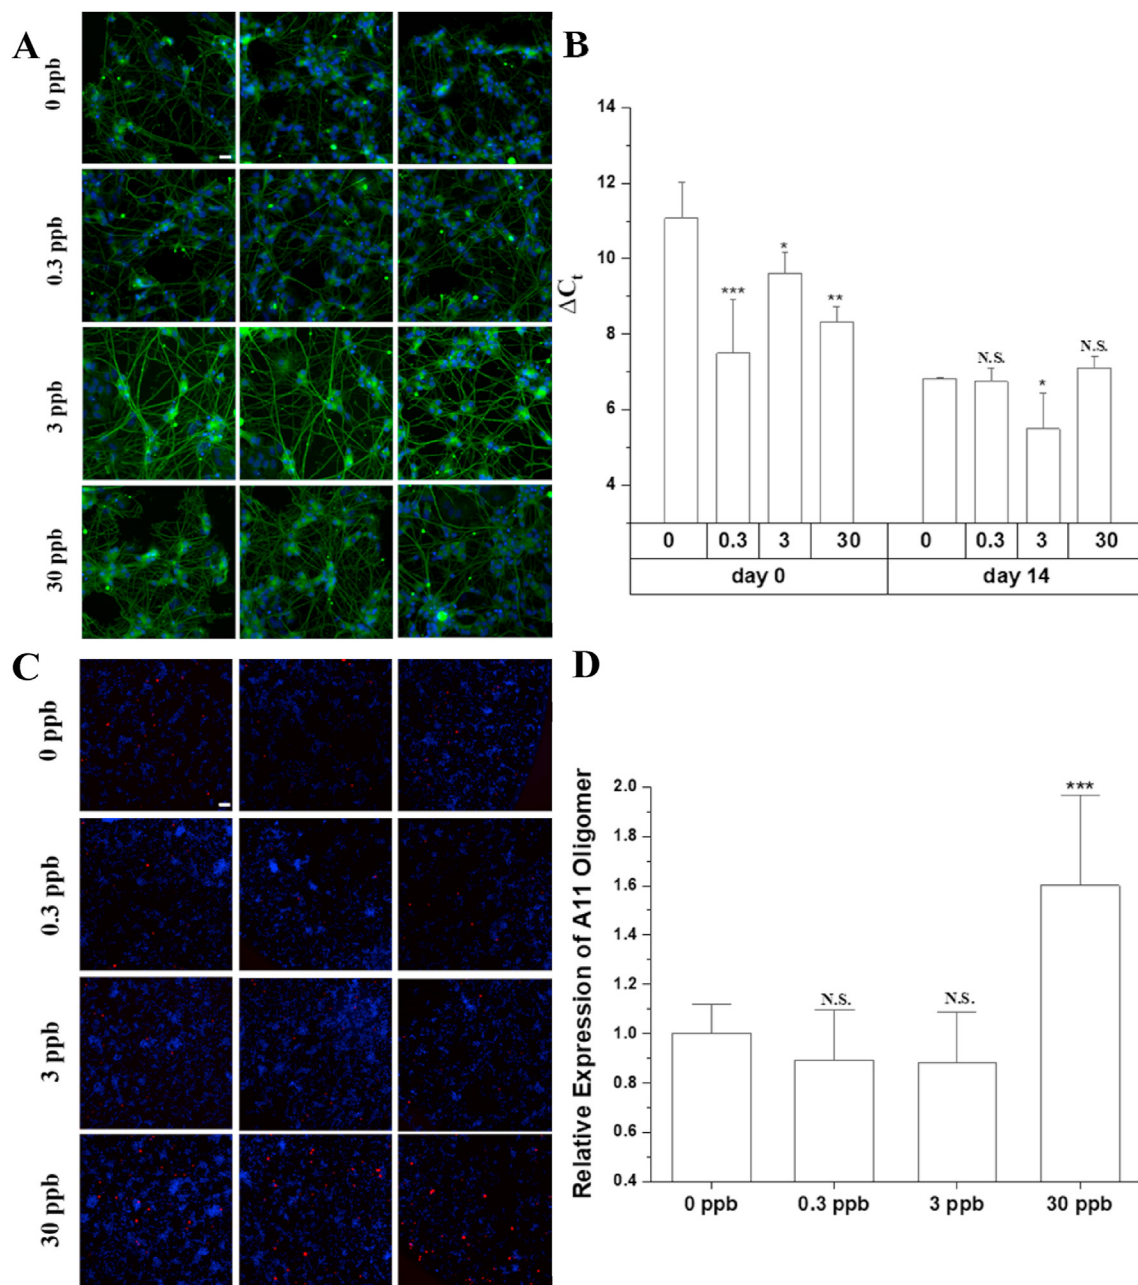 A
0 ppb
0.3 ppb
3 ppb
30 ppb
B
ΔCt
14
12
10
8
6
4
***
*
**
N.S.
*
N.S.
0 0.3 3 30 0 0.3 3 30
day 0 day 14
C
0 ppb
0.3 ppb
3 ppb
30 ppb
D
Relative Expression of A11 Oligomer
2.0
1.8
1.6
1.4
1.2
1.0
0.8
0.6
0.4
N.S.
N.S.
***
0 ppb 0.3 ppb 3 ppb 30 ppb